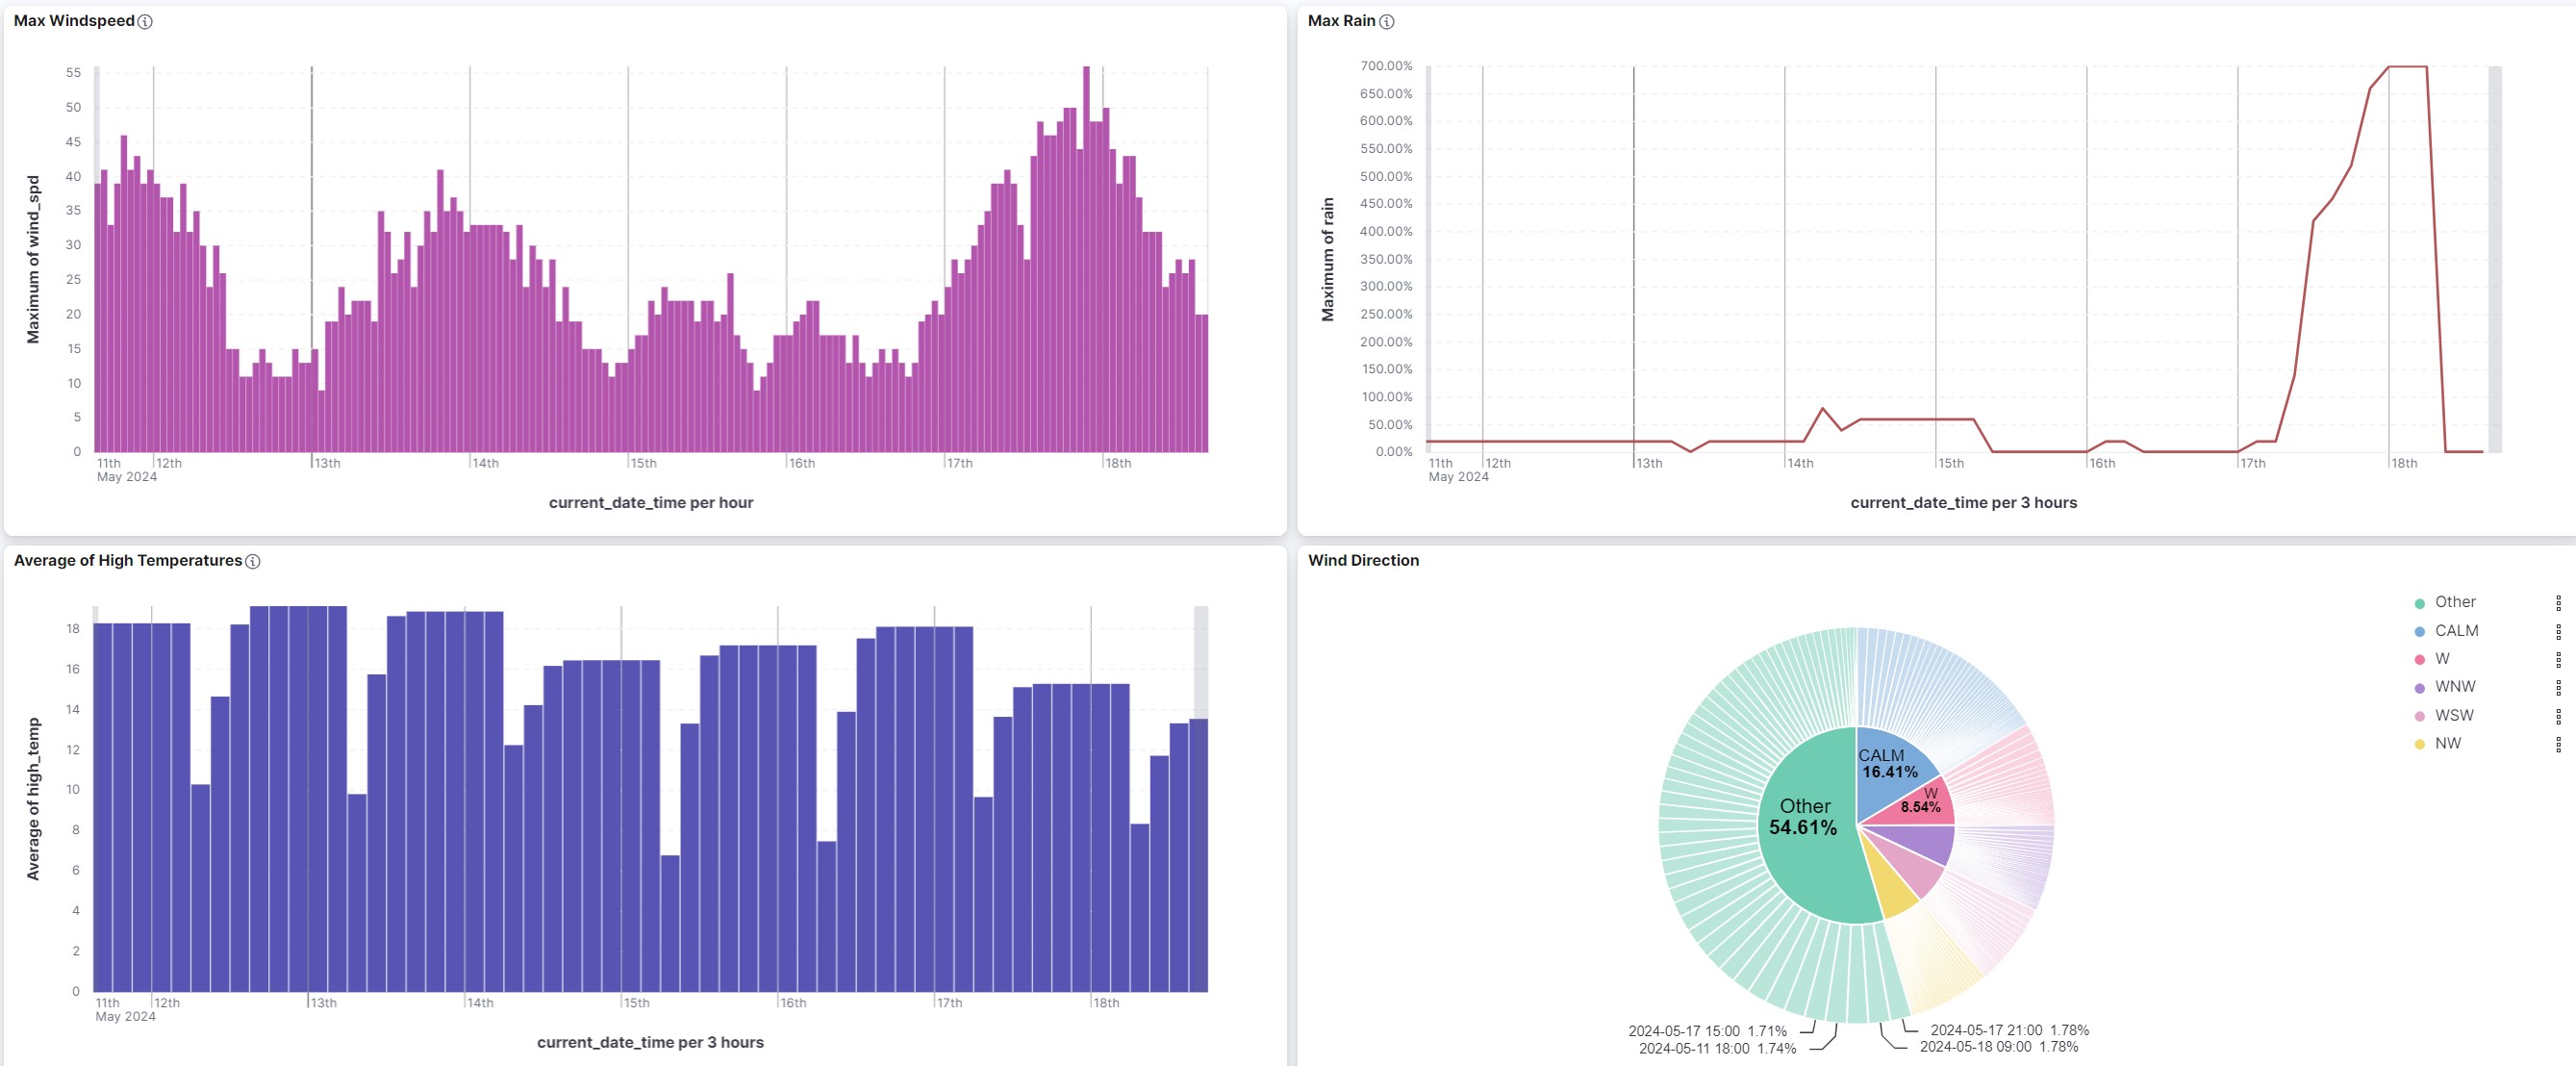 Max Windspeed
Maximum of wind_spd
55
50
45
40
35
30
25
20
15
10
5
0
11th
May 2024
12th
13th
14th
15th
16th
17th
18th
current_date_time per hour
Max Rain
Maximum of rain
700.00%
650.00%
600.00%
550.00%
500.00%
450.00%
400.00%
350.00%
300.00%
250.00%
200.00%
150.00%
100.00%
50.00%
0.00%
11th
May 2024
12th
13th
14th
15th
16th
17th
18th
current_date_time per 3 hours
Average of High Temperatures
Average of high_temp
18
16
14
12
10
8
6
4
2
0
11th
May 2024
12th
13th
14th
15th
16th
17th
18th
current_date_time per 3 hours
Wind Direction
CALM
16.41%
W
8.54%
Other
54.61%
2024-05-17 15:00 1.71%
2024-05-11 18:00 1.74%
2024-05-17 21:00 1.78%
2024-05-18 09:00 1.78%
Other
CALM
W
WNW
WSW
NW